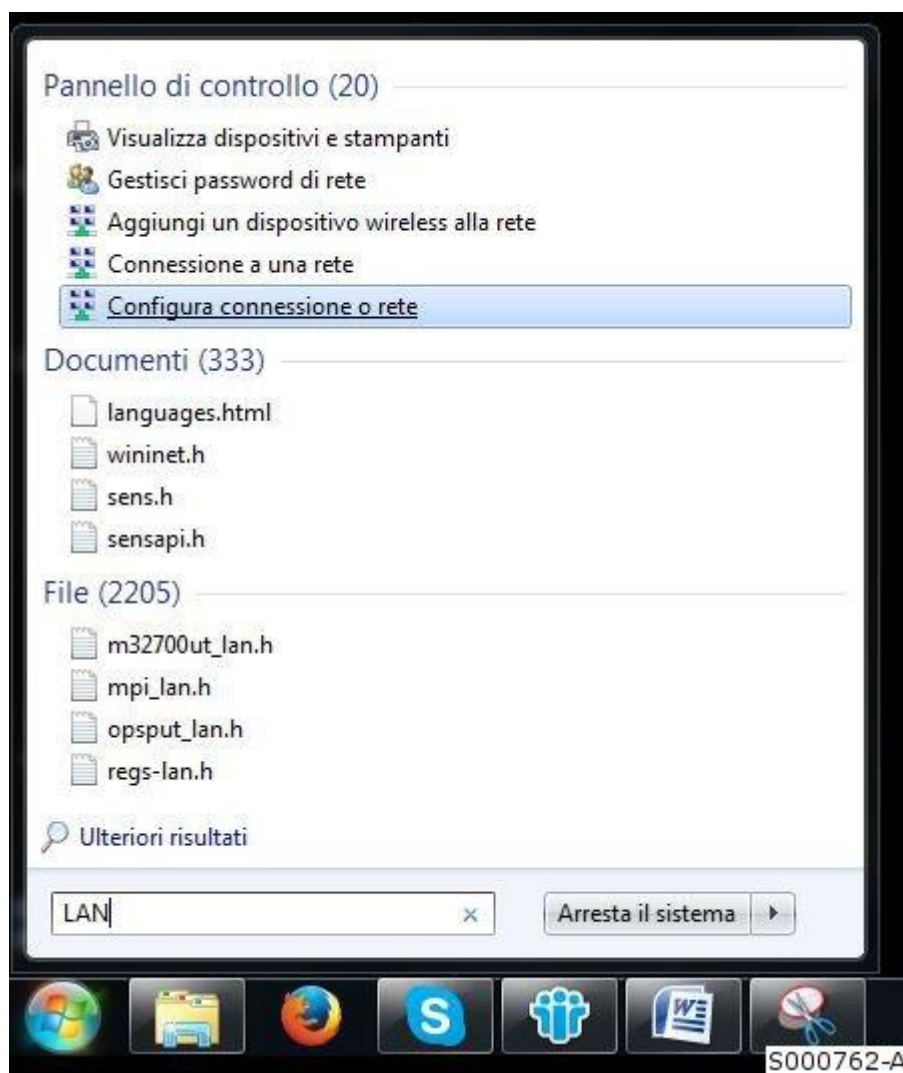 Pannello di controllo (20)
Visualizza dispositivi e stampanti
Gestisci password di rete
Aggiungi un dispositivo wireless alla rete
Connessione a una rete
Configura connessione o rete
Documenti (333)
languages.html
wininet.h
sens.h
sensapi.h
File (2205)
m32700ut_lan.h
mpi_lan.h
opsput_lan.h
regs-lan.h
Ulteriori risultati
LAN
Arresta il sistema
S
W
S000762-A